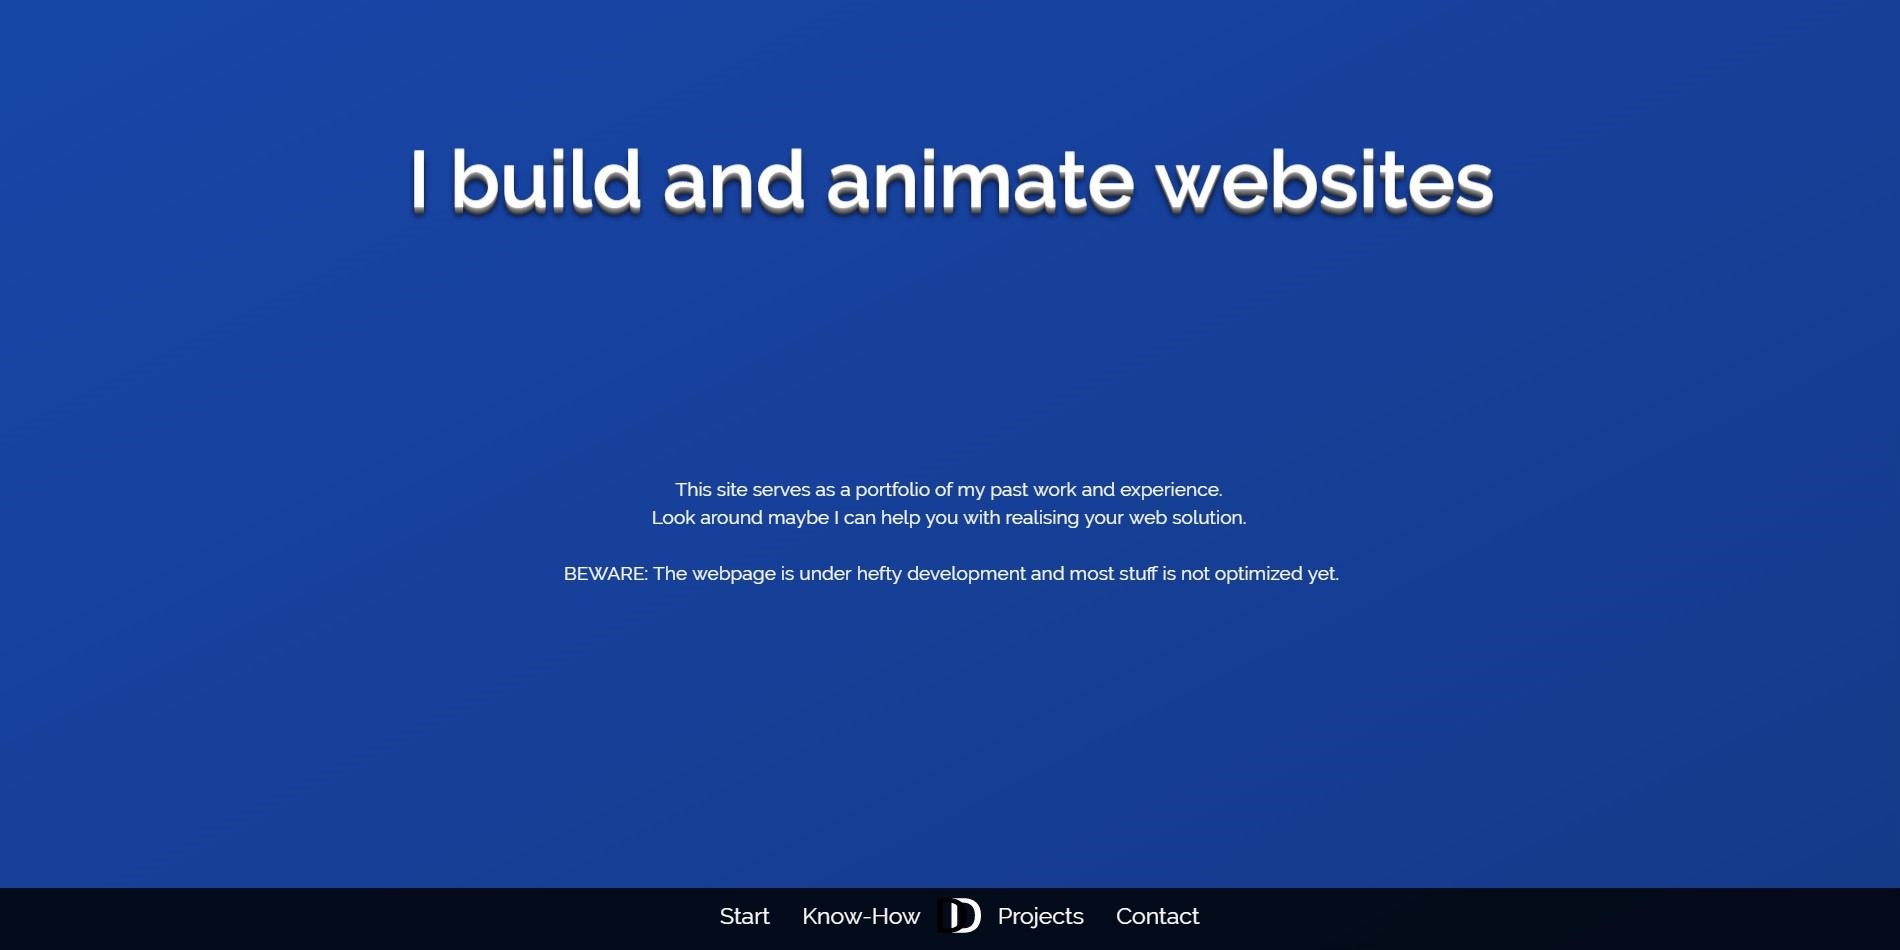 I build and animate websites
This site serves as a portfolio of my past work and experience.
Look around maybe I can help you with realising your web solution.
BEWARE: The webpage is under hefty development and most stuff is not optimized yet.
Start Know-How DD Projects Contact